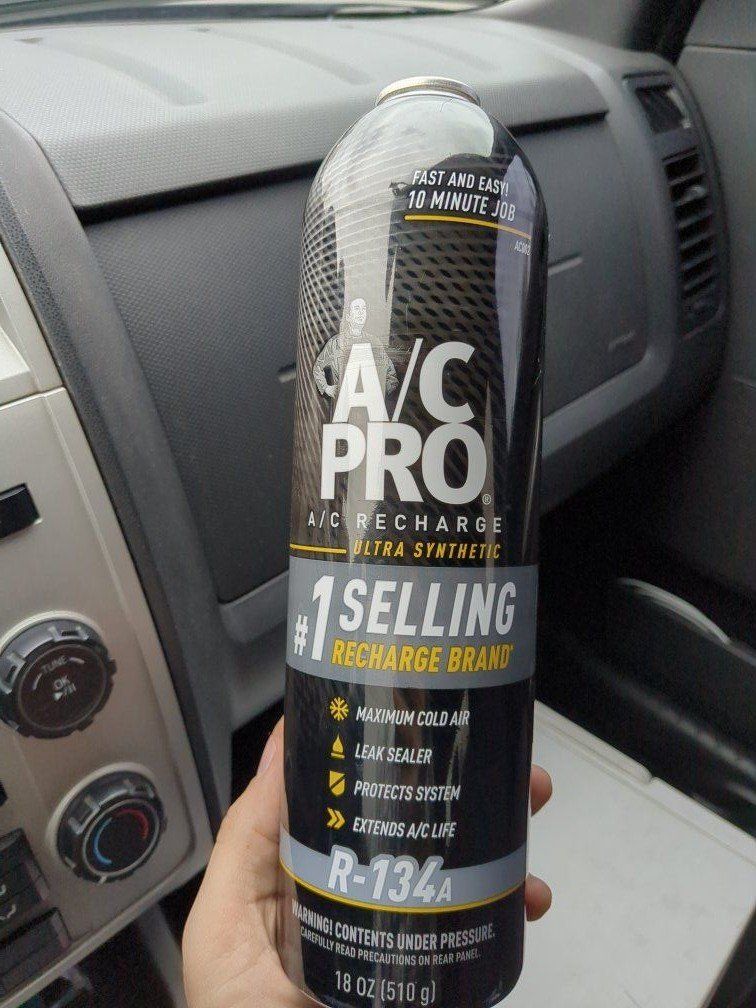 FAST AND EASY!
10 MINUTE JOB
A/C
PRO®
A/C RECHARGE
ULTRA SYNTHETIC
#1 SELLING
RECHARGE BRAND*
MAXIMUM COLD AIR
LEAK SEALER
PROTECTS SYSTEM
EXTENDS A/C LIFE
R-134A
WARNING! CONTENTS UNDER PRESSURE.
CAREFULLY READ PRECAUTIONS ON REAR PANEL.
18 OZ (510 g)
TUNE
OK